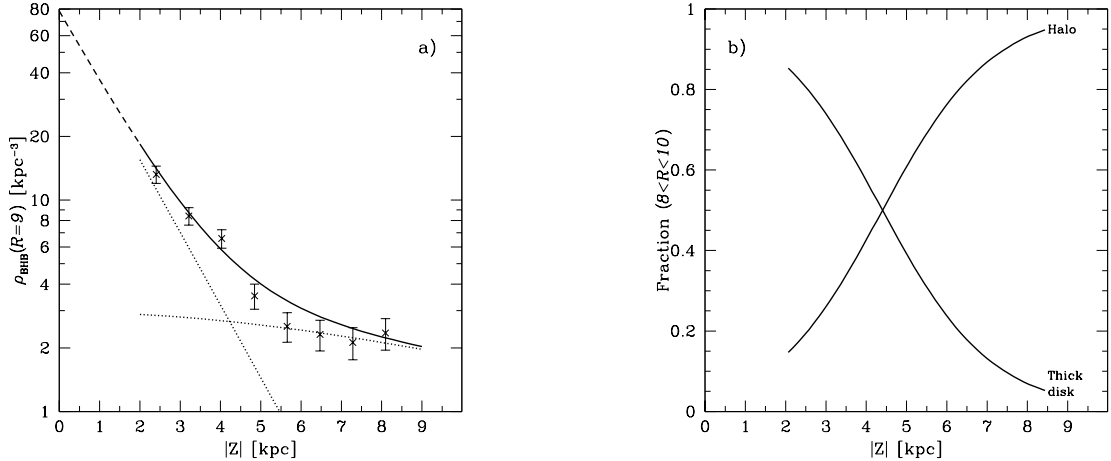 a)
80
60
40
20
10
8
6
4
2
1
ρBHB(R=9) [kpc⁻³]
0 1 2 3 4 5 6 7 8 9
|Z| [kpc]
b)
Halo
Thick
disk
1
0.8
0.6
0.4
0.2
0
Fraction (8<R<10)
0 1 2 3 4 5 6 7 8 9
|Z| [kpc]